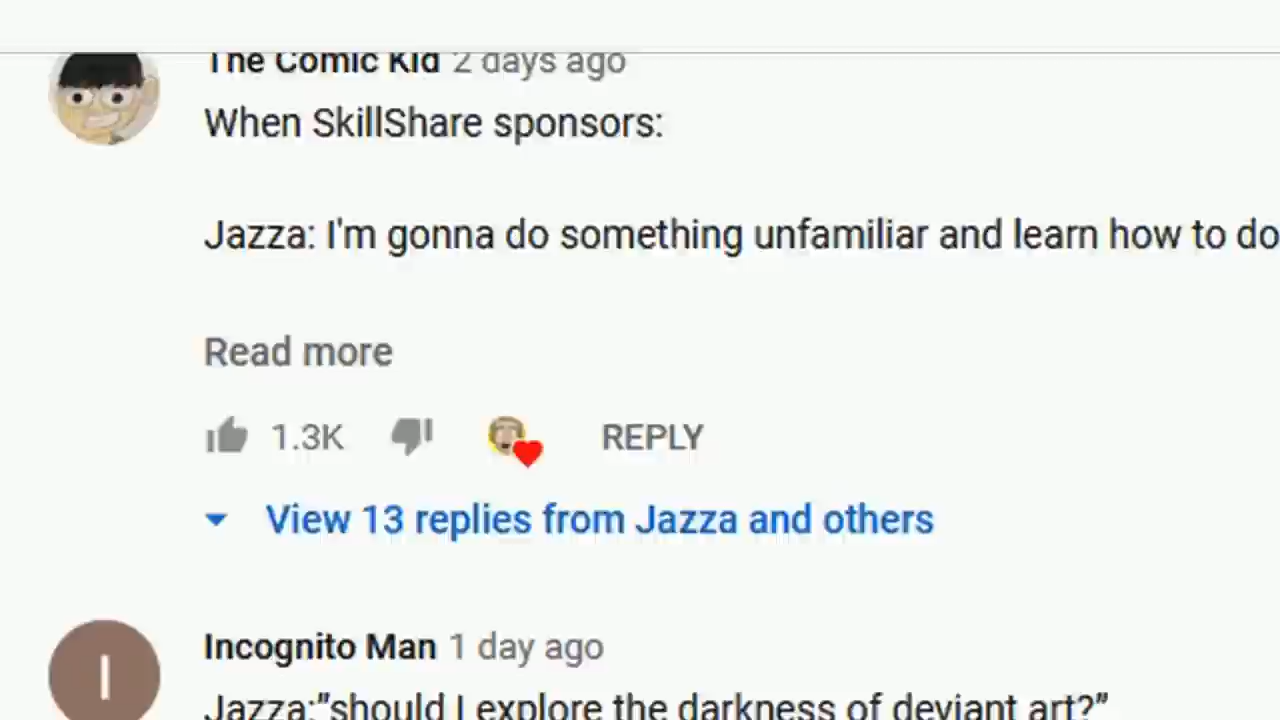 The Comic Kid 2 days ago
When SkillShare sponsors:
Jazza: I'm gonna do something unfamiliar and learn how to do
Read more
1.3K REPLY
View 13 replies from Jazza and others
I
Incognito Man 1 day ago
Jazza:"should I explore the darkness of deviant art?"